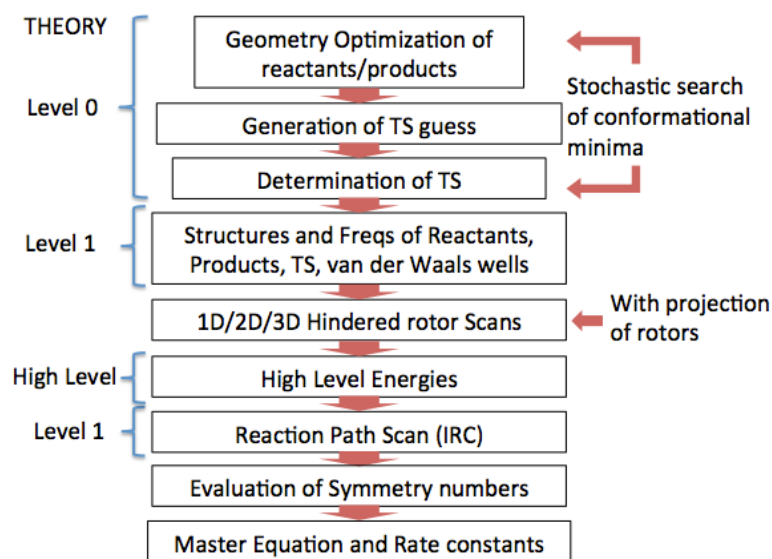 THEORY
Geometry Optimization of
reactants/products
Level 0
Stochastic search
of conformational
minima
Generation of TS guess
Determination of TS
Level 1
Structures and Freqs of Reactants,
Products, TS, van der Waals wells
1D/2D/3D Hindered rotor Scans
With projection
of rotors
High Level
High Level Energies
Level 1
Reaction Path Scan (IRC)
Evaluation of Symmetry numbers
Master Equation and Rate constants